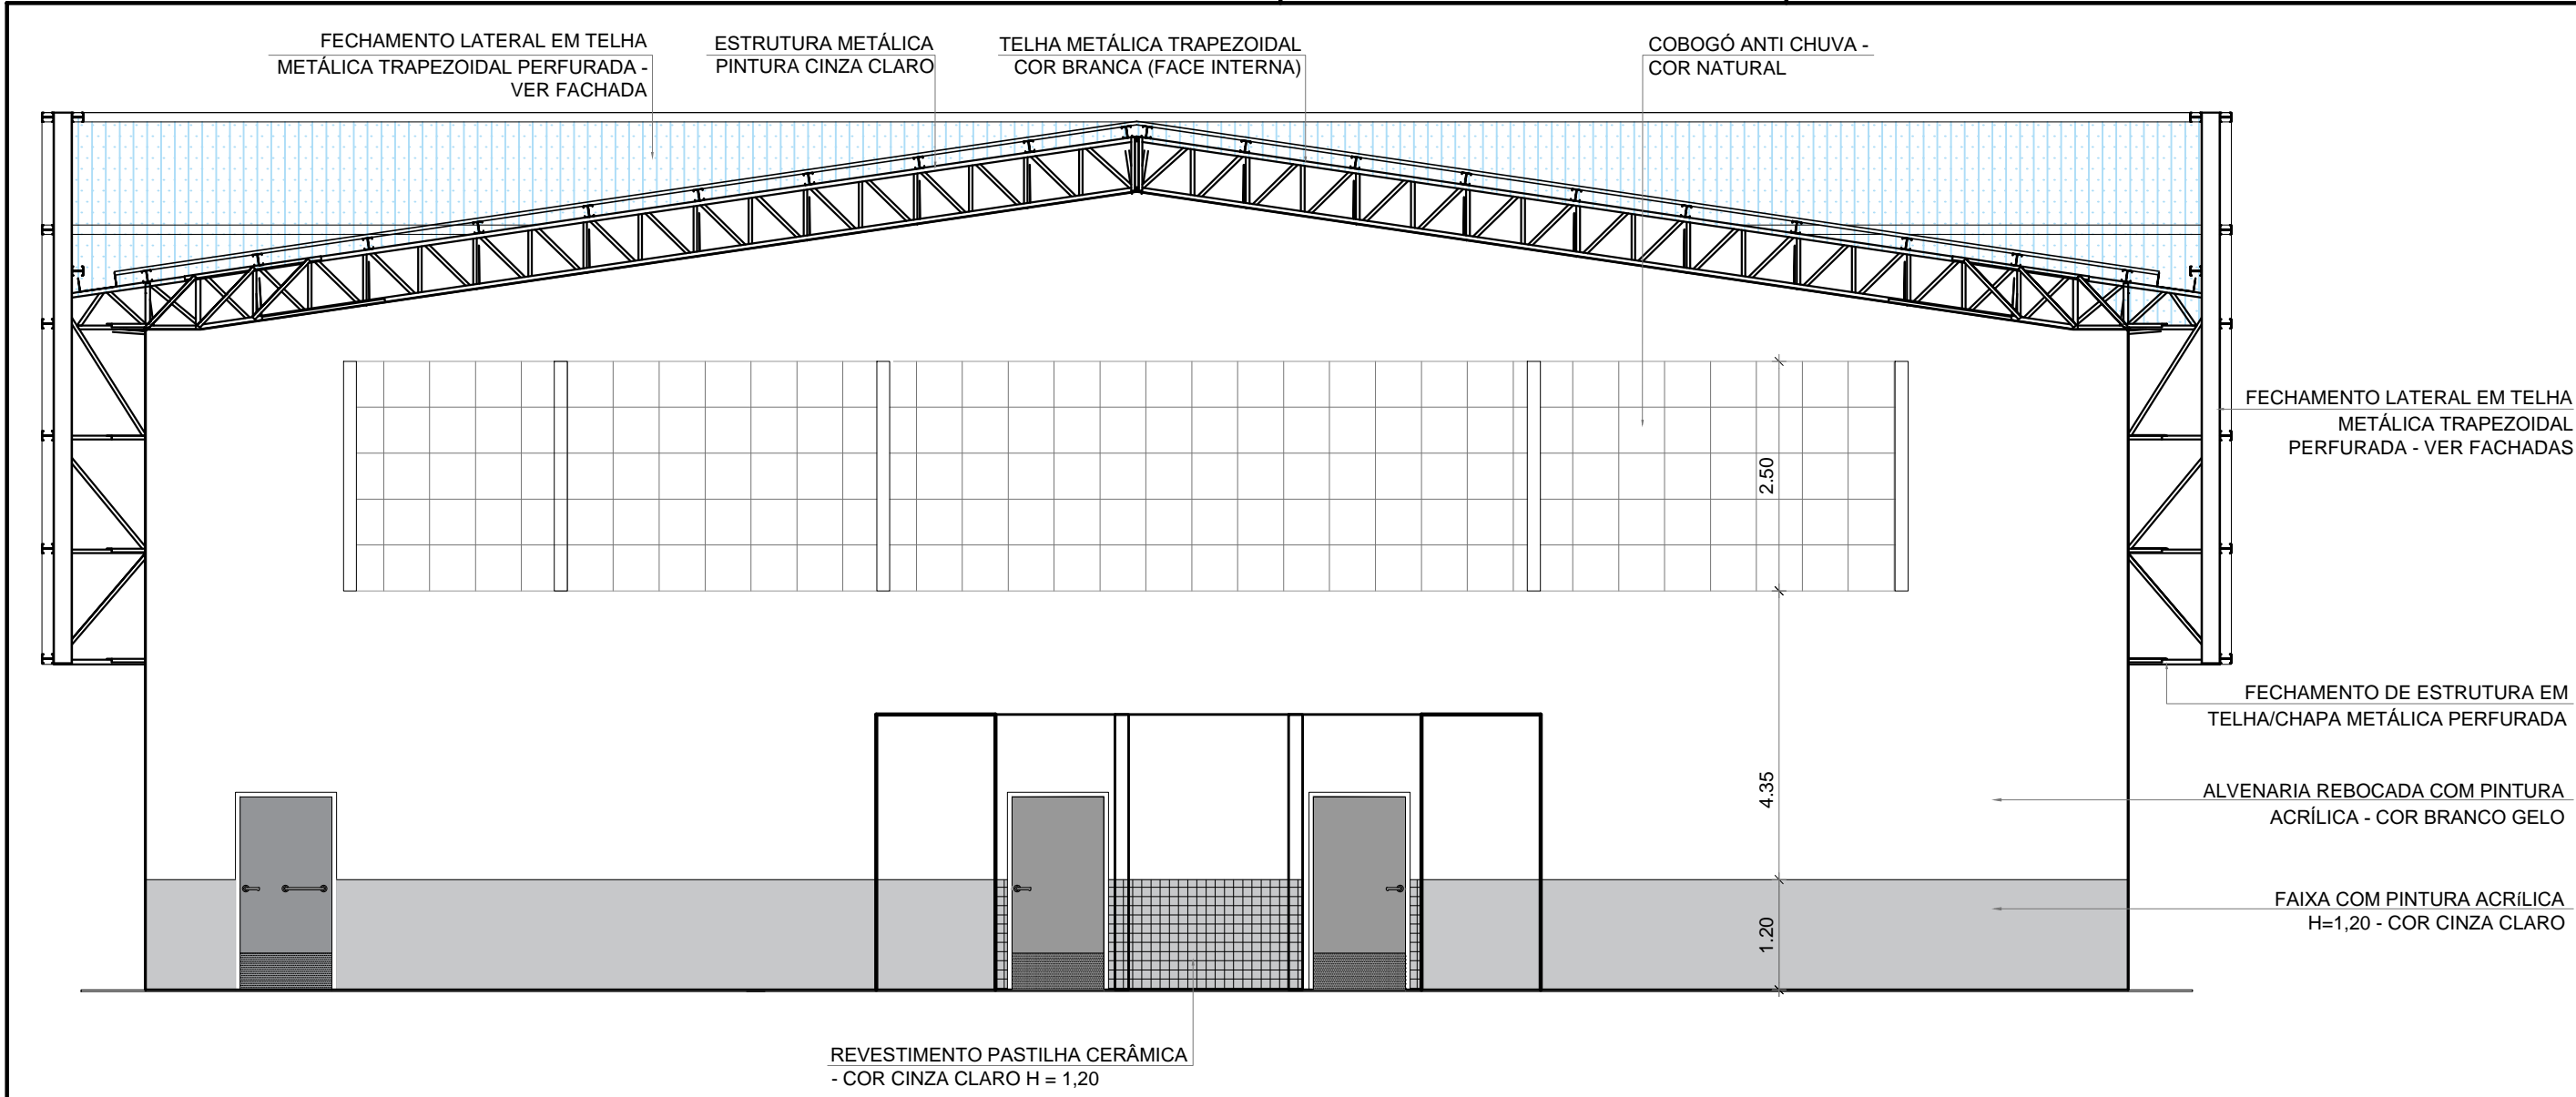 FECHAMENTO LATERAL EM TELHA
METÁLICA TRAPEZOIDAL PERFURADA -
VER FACHADA
ESTRUTURA METÁLICA
PINTURA CINZA CLARO
TELHA METÁLICA TRAPEZOIDAL
COR BRANCA (FACE INTERNA)
COBOGÓ ANTI CHUVA -
COR NATURAL
FECHAMENTO LATERAL EM TELHA
METÁLICA TRAPEZOIDAL
PERFURADA - VER FACHADAS
2.50
FECHAMENTO DE ESTRUTURA EM
TELHA/CHAPA METÁLICA PERFURADA
4.35
ALVENARIA REBOCADA COM PINTURA
ACRÍLICA - COR BRANCO GELO
FAIXA COM PINTURA ACRíLICA
H=1,20 - COR CINZA CLARO
1.20
REVESTIMENTO PASTILHA CERÂMICA
- COR CINZA CLARO H = 1,20